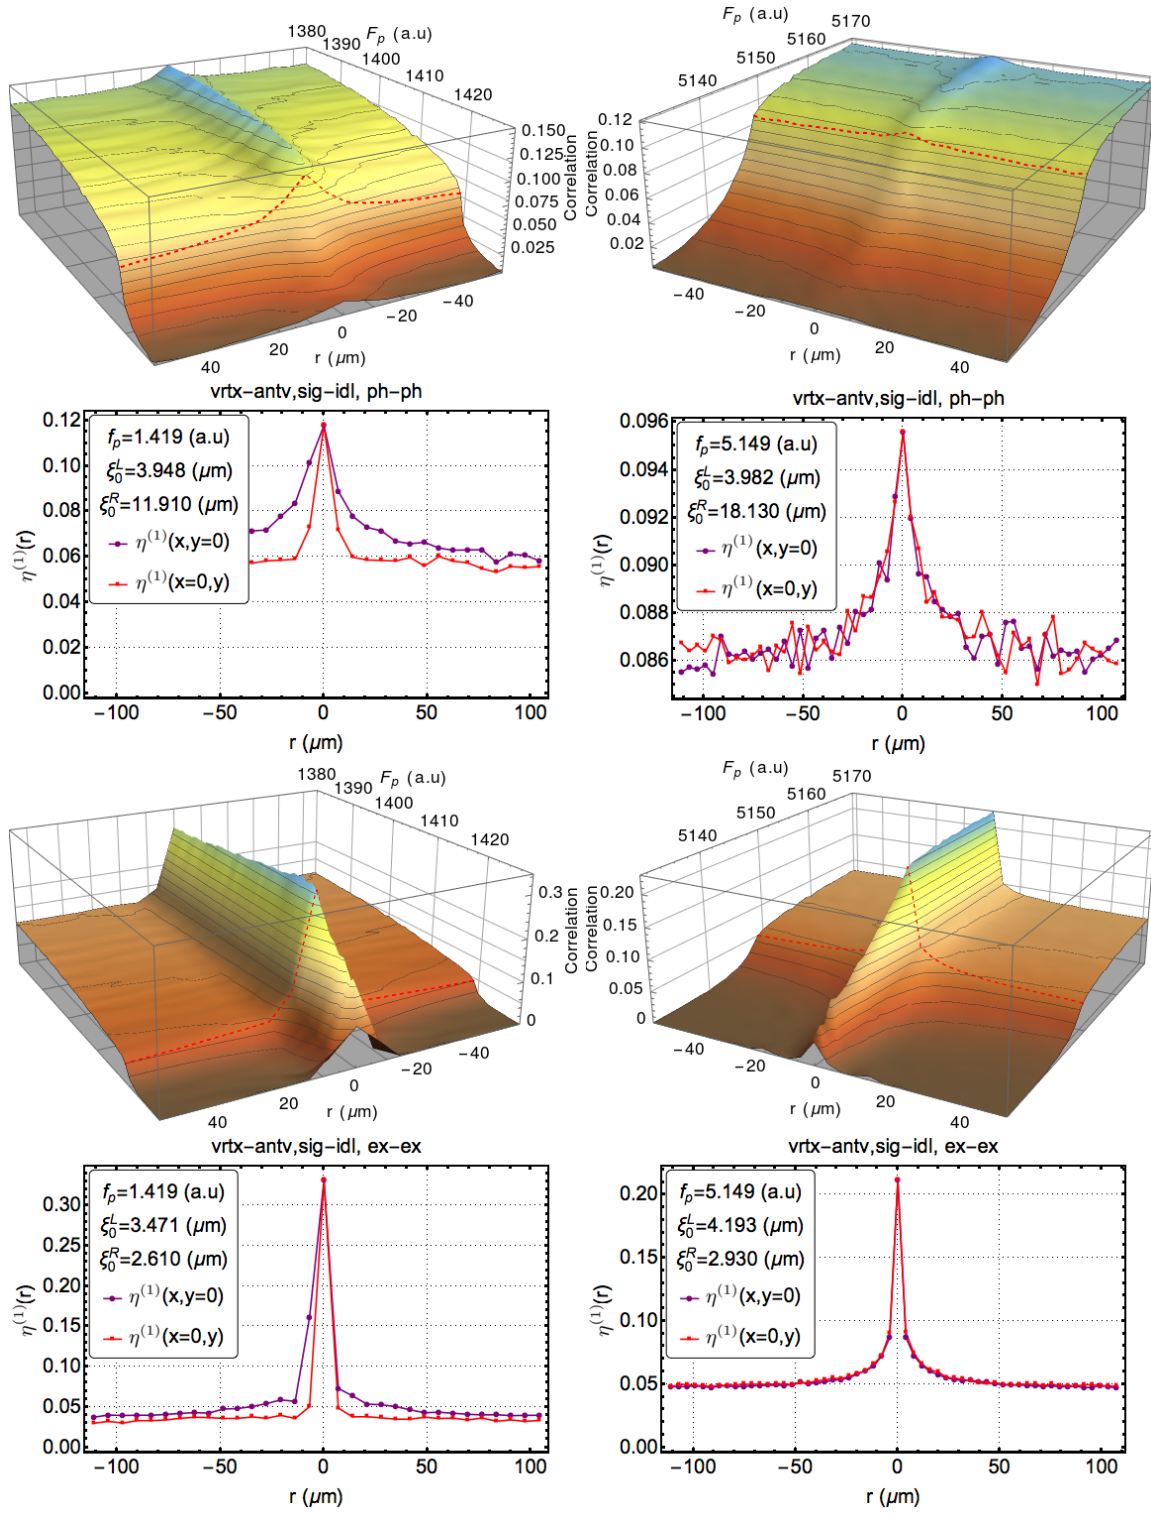 1380
F_p (a.u)
1390
1400
1410
1420
0.150
0.125
0.100
0.075
0.050
0.025
Correlation
−40
−20
0
20
40
r (µm)
F_p (a.u)
5170
5160
5150
5140
0.12
0.10
0.08
0.06
0.04
0.02
Correlation
−40
−20
0
20
40
r (µm)
vrtx−antv,sig−idl, ph−ph
0.12
0.10
0.08
0.06
0.04
0.02
0.00
η⁽¹⁾(r)
f_p=1.419 (a.u)
ξ₀ᴸ=3.948 (µm)
ξ₀ᴿ=11.910 (µm)
η⁽¹⁾(x,y=0)
η⁽¹⁾(x=0,y)
−100
−50
0
50
100
r (µm)
vrtx−antv,sig−idl, ph−ph
0.096
0.094
0.092
0.090
0.088
0.086
η⁽¹⁾(r)
f_p=5.149 (a.u)
ξ₀ᴸ=3.982 (µm)
ξ₀ᴿ=18.130 (µm)
η⁽¹⁾(x,y=0)
η⁽¹⁾(x=0,y)
−100
−50
0
50
100
r (µm)
1380
F_p (a.u)
1390
1400
1410
1420
0.3
0.2
0.1
0
Correlation
−40
−20
0
20
40
r (µm)
F_p (a.u)
5170
5160
5150
5140
0.20
0.15
0.10
0.05
0
Correlation
−40
−20
0
20
40
r (µm)
vrtx−antv,sig−idl, ex−ex
0.30
0.25
0.20
0.15
0.10
0.05
0.00
η⁽¹⁾(r)
f_p=1.419 (a.u)
ξ₀ᴸ=3.471 (µm)
ξ₀ᴿ=2.610 (µm)
η⁽¹⁾(x,y=0)
η⁽¹⁾(x=0,y)
−100
−50
0
50
100
r (µm)
vrtx−antv,sig−idl, ex−ex
0.20
0.15
0.10
0.05
0.00
η⁽¹⁾(r)
f_p=5.149 (a.u)
ξ₀ᴸ=4.193 (µm)
ξ₀ᴿ=2.930 (µm)
η⁽¹⁾(x,y=0)
η⁽¹⁾(x=0,y)
−100
−50
0
50
100
r (µm)